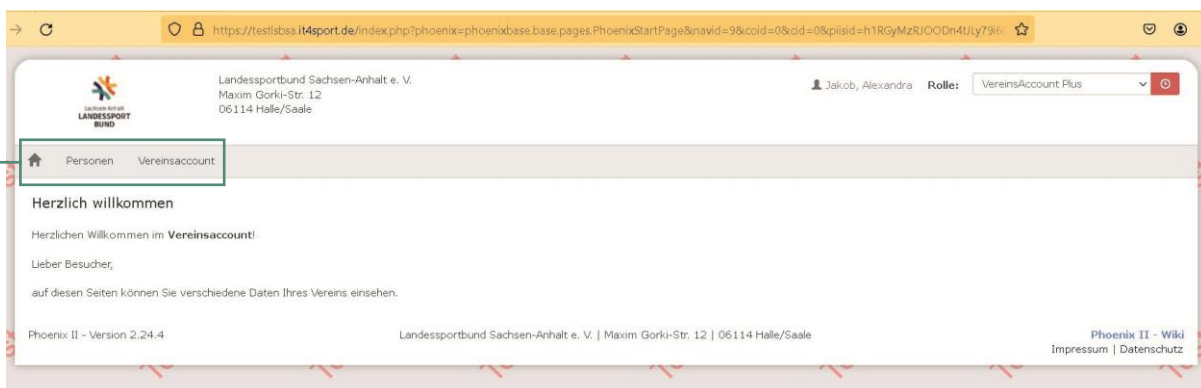 https://testlsbsa.it4sport.de/index.php?phoenix=phoenixbase.base.pages.PhoenixStartPage&navid=9&coid=0&cid=0&piisid=
Sachsen-Anhalt
LANDESSPORT
BUND
Landessportbund Sachsen-Anhalt e. V.
Maxim Gorki-Str. 12
06114 Halle/Saale
Jakob, Alexandra Rolle: VereinsAccount Plus
Personen Vereinsaccount
Herzlich willkommen
Herzlichen Willkommen im Vereinsaccount!
Lieber Besucher,
auf diesen Seiten können Sie verschiedene Daten Ihres Vereins einsehen.
Phoenix II - Version 2.24.4
Landessportbund Sachsen-Anhalt e. V. | Maxim Gorki-Str. 12 | 06114 Halle/Saale
Phoenix II - Wiki
Impressum | Datenschutz